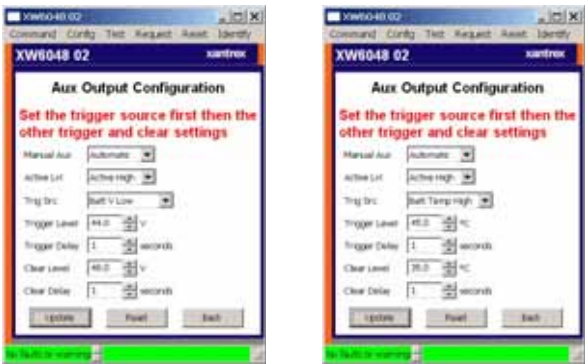 XW6048 02
Command Config Test Request Reset Identify
XW6048 02 xantrex
Aux Output Configuration
Set the trigger source first then the
other trigger and clear settings
Manual Aux Automatic
Active Lvl Active High
Trig Src Batt V Low
Trigger Level 44.0 V
Trigger Delay 1 seconds
Clear Level 48.0 V
Clear Delay 1 seconds
Update Reset Back
No faults or warning
XW6048 02
Command Config Test Request Reset Identify
XW6048 02 xantrex
Aux Output Configuration
Set the trigger source first then the
other trigger and clear settings
Manual Aux Automatic
Active Lvl Active High
Trig Src Batt Temp High
Trigger Level 45.0 ºC
Trigger Delay 1 seconds
Clear Level 35.0 ºC
Clear Delay 1 seconds
Update Reset Back
No faults or warning